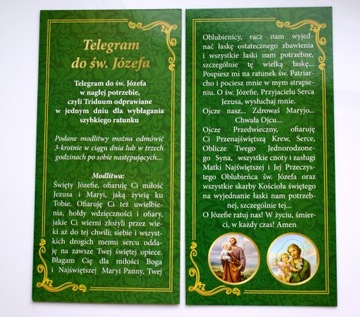 Telegram
do św. Józefa
Telegram do św. Józefa
w nagłej potrzebie,
czyli Triduum odprawiane
w jednym dniu dla wybłagania
szybkiego ratunku
Podane modlitwy można odmówić
3-krotnie w ciągu dnia lub w trzech
godzinach po sobie następujących...
Modlitwa:
Święty Józefie, ofiaruję Ci miłość
Jezusa i Maryi, jaką żywią ku
Tobie. Ofiaruję Ci też uwielbie-
nia, hołdy wdzięczności i ofiary,
jakie Ci wierni złożyli przez wie-
ki aż do tej chwili; siebie i wszyst-
kich drogich memu sercu odda-
ję na zawsze Twej świętej opiece.
Błagam Cię dla miłości Boga
i Najświętszej Maryi Panny, Twej
Oblubienicy, racz nam wyjed-
nać łaskę ostatecznego zbawienia
i wszystkie łaski nam potrzebne,
szczególnie tę wielką łaskę...
Pospiesz mi na ratunek św. Patriar-
cho i pociesz mnie w mym strapie-
niu. O św. Józefie, Przyjacielu Serca
Jezusa, wysłuchaj mnie.
Ojcze nasz... Zdrowaś Maryjo...
Chwała Ojcu...
Ojcze Przedwieczny, ofiaruję
Ci Przenajświętszą Krew, Serce,
Oblicze Twego Jednorodzone-
go Syna, wszystkie cnoty i zasługi
Matki Najświętszej i Jej Przeczys-
tego Oblubieńca św. Józefa oraz
wszystkie skarby Kościoła świętego
na wyjednanie łaski nam potrzeb-
nej, szczególnie tej...
O Józefie ratuj nas! W życiu, śmier-
ci, w każdy czas! Amen